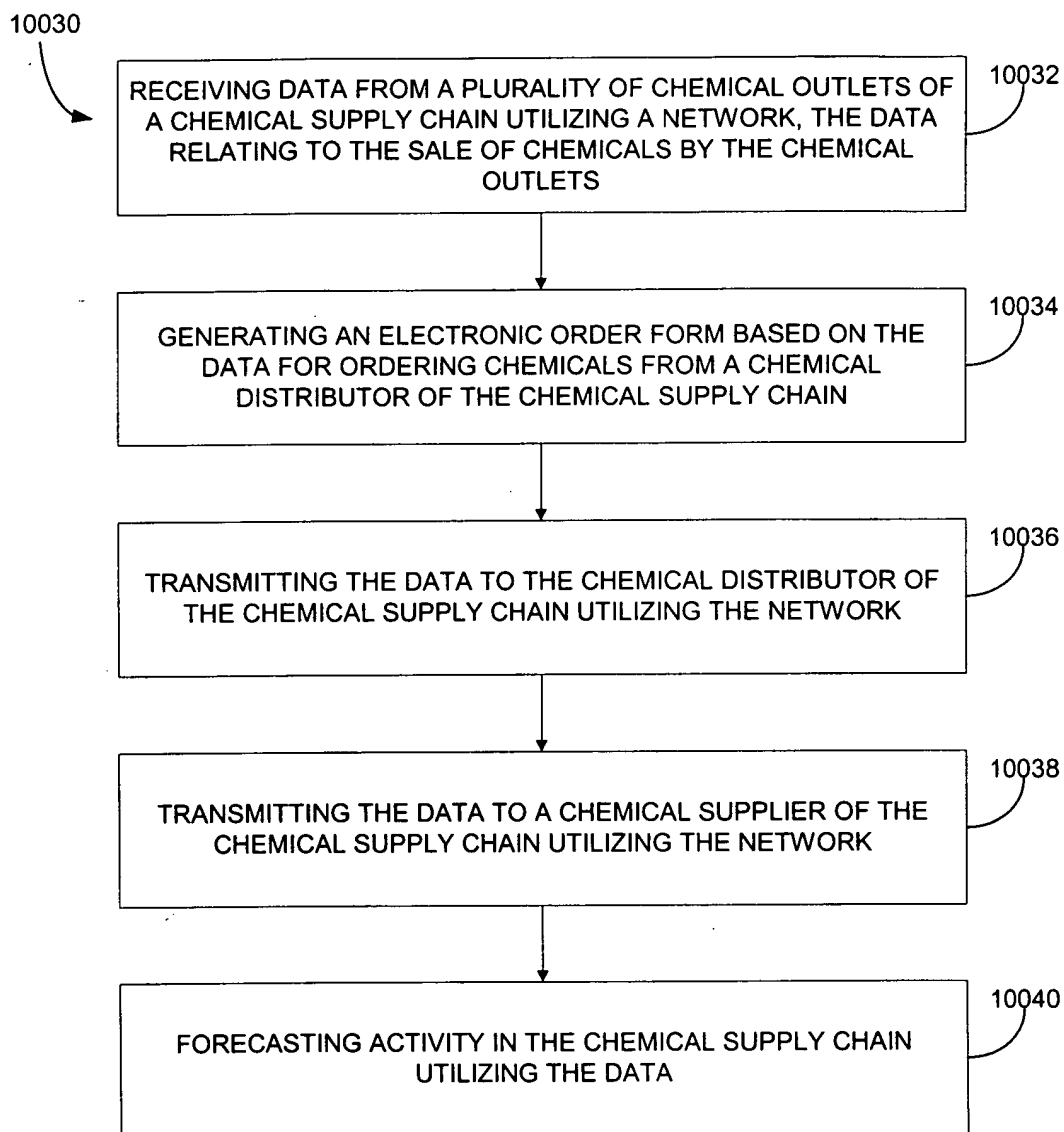 10030
RECEIVING DATA FROM A PLURALITY OF CHEMICAL OUTLETS OF
A CHEMICAL SUPPLY CHAIN UTILIZING A NETWORK, THE DATA
RELATING TO THE SALE OF CHEMICALS BY THE CHEMICAL
OUTLETS
10032
GENERATING AN ELECTRONIC ORDER FORM BASED ON THE
DATA FOR ORDERING CHEMICALS FROM A CHEMICAL
DISTRIBUTOR OF THE CHEMICAL SUPPLY CHAIN
10034
TRANSMITTING THE DATA TO THE CHEMICAL DISTRIBUTOR OF
THE CHEMICAL SUPPLY CHAIN UTILIZING THE NETWORK
10036
TRANSMITTING THE DATA TO A CHEMICAL SUPPLIER OF THE
CHEMICAL SUPPLY CHAIN UTILIZING THE NETWORK
10038
FORECASTING ACTIVITY IN THE CHEMICAL SUPPLY CHAIN
UTILIZING THE DATA
10040